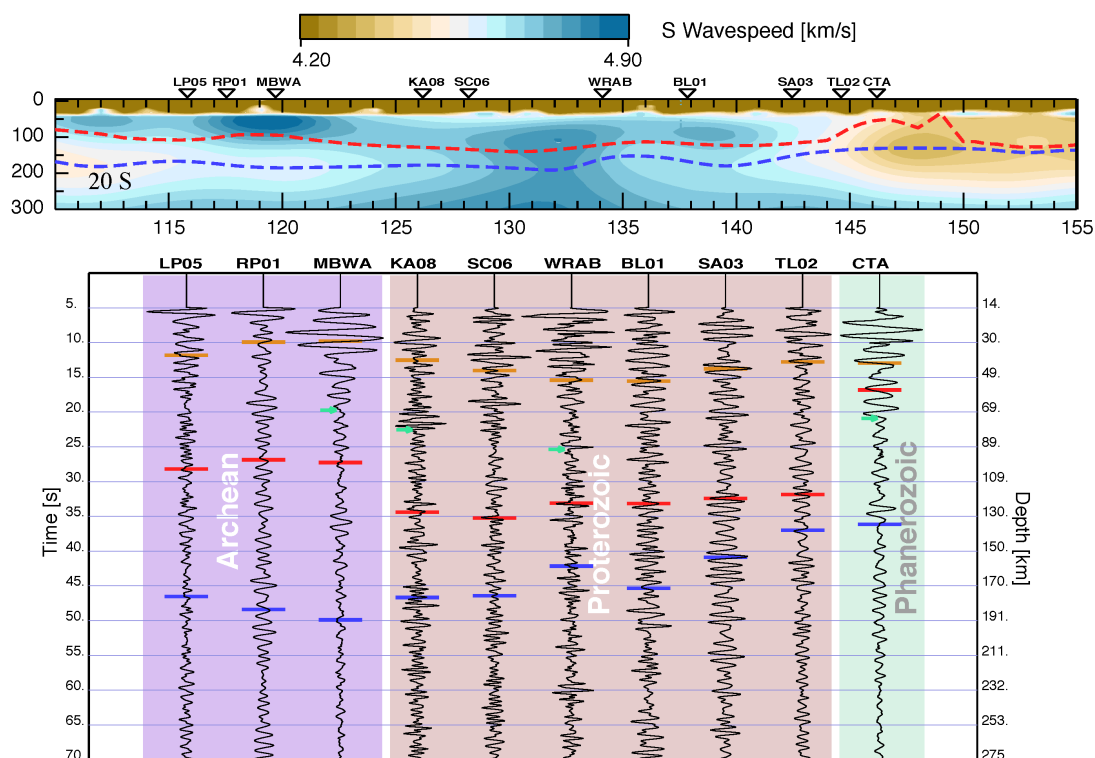 S Wavespeed [km/s]
4.20 4.90
LP05 RP01 MBWA KA08 SC06 WRAB BL01 SA03 TL02 CTA
0
100
200
300
20 S
115 120 125 130 135 140 145 150 155
LP05 RP01 MBWA KA08 SC06 WRAB BL01 SA03 TL02 CTA
5. 14.
10. 30.
15. 49.
20. 69.
25. 89.
30. 109.
35. 130.
40. 150.
45. 170.
50. 191.
55. 211.
60. 232.
65. 253.
70. 275.
Time [s]
Archean
Proterozoic
Phanerozoic
Depth [km]